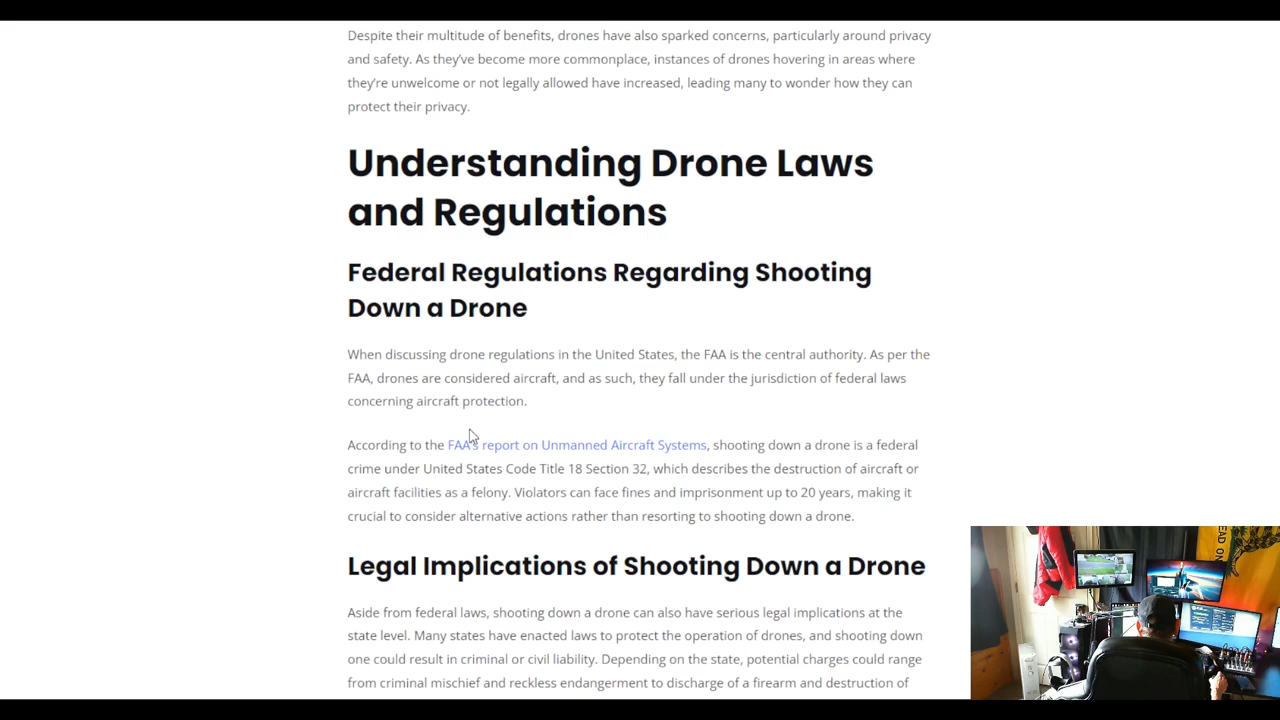 Despite their multitude of benefits, drones have also sparked concerns, particularly around privacy
and safety. As they've become more commonplace, instances of drones hovering in areas where
they're unwelcome or not legally allowed have increased, leading many to wonder how they can
protect their privacy.
Understanding Drone Laws
and Regulations
Federal Regulations Regarding Shooting
Down a Drone
When discussing drone regulations in the United States, the FAA is the central authority. As per the
FAA, drones are considered aircraft, and as such, they fall under the jurisdiction of federal laws
concerning aircraft protection.
According to the FAA's report on Unmanned Aircraft Systems, shooting down a drone is a federal
crime under United States Code Title 18 Section 32, which describes the destruction of aircraft or
aircraft facilities as a felony. Violators can face fines and imprisonment up to 20 years, making it
crucial to consider alternative actions rather than resorting to shooting down a drone.
Legal Implications of Shooting Down a Drone
Aside from federal laws, shooting down a drone can also have serious legal implications at the
state level. Many states have enacted laws to protect the operation of drones, and shooting down
one could result in criminal or civil liability. Depending on the state, potential charges could range
from criminal mischief and reckless endangerment to discharge of a firearm and destruction of
EAD ON